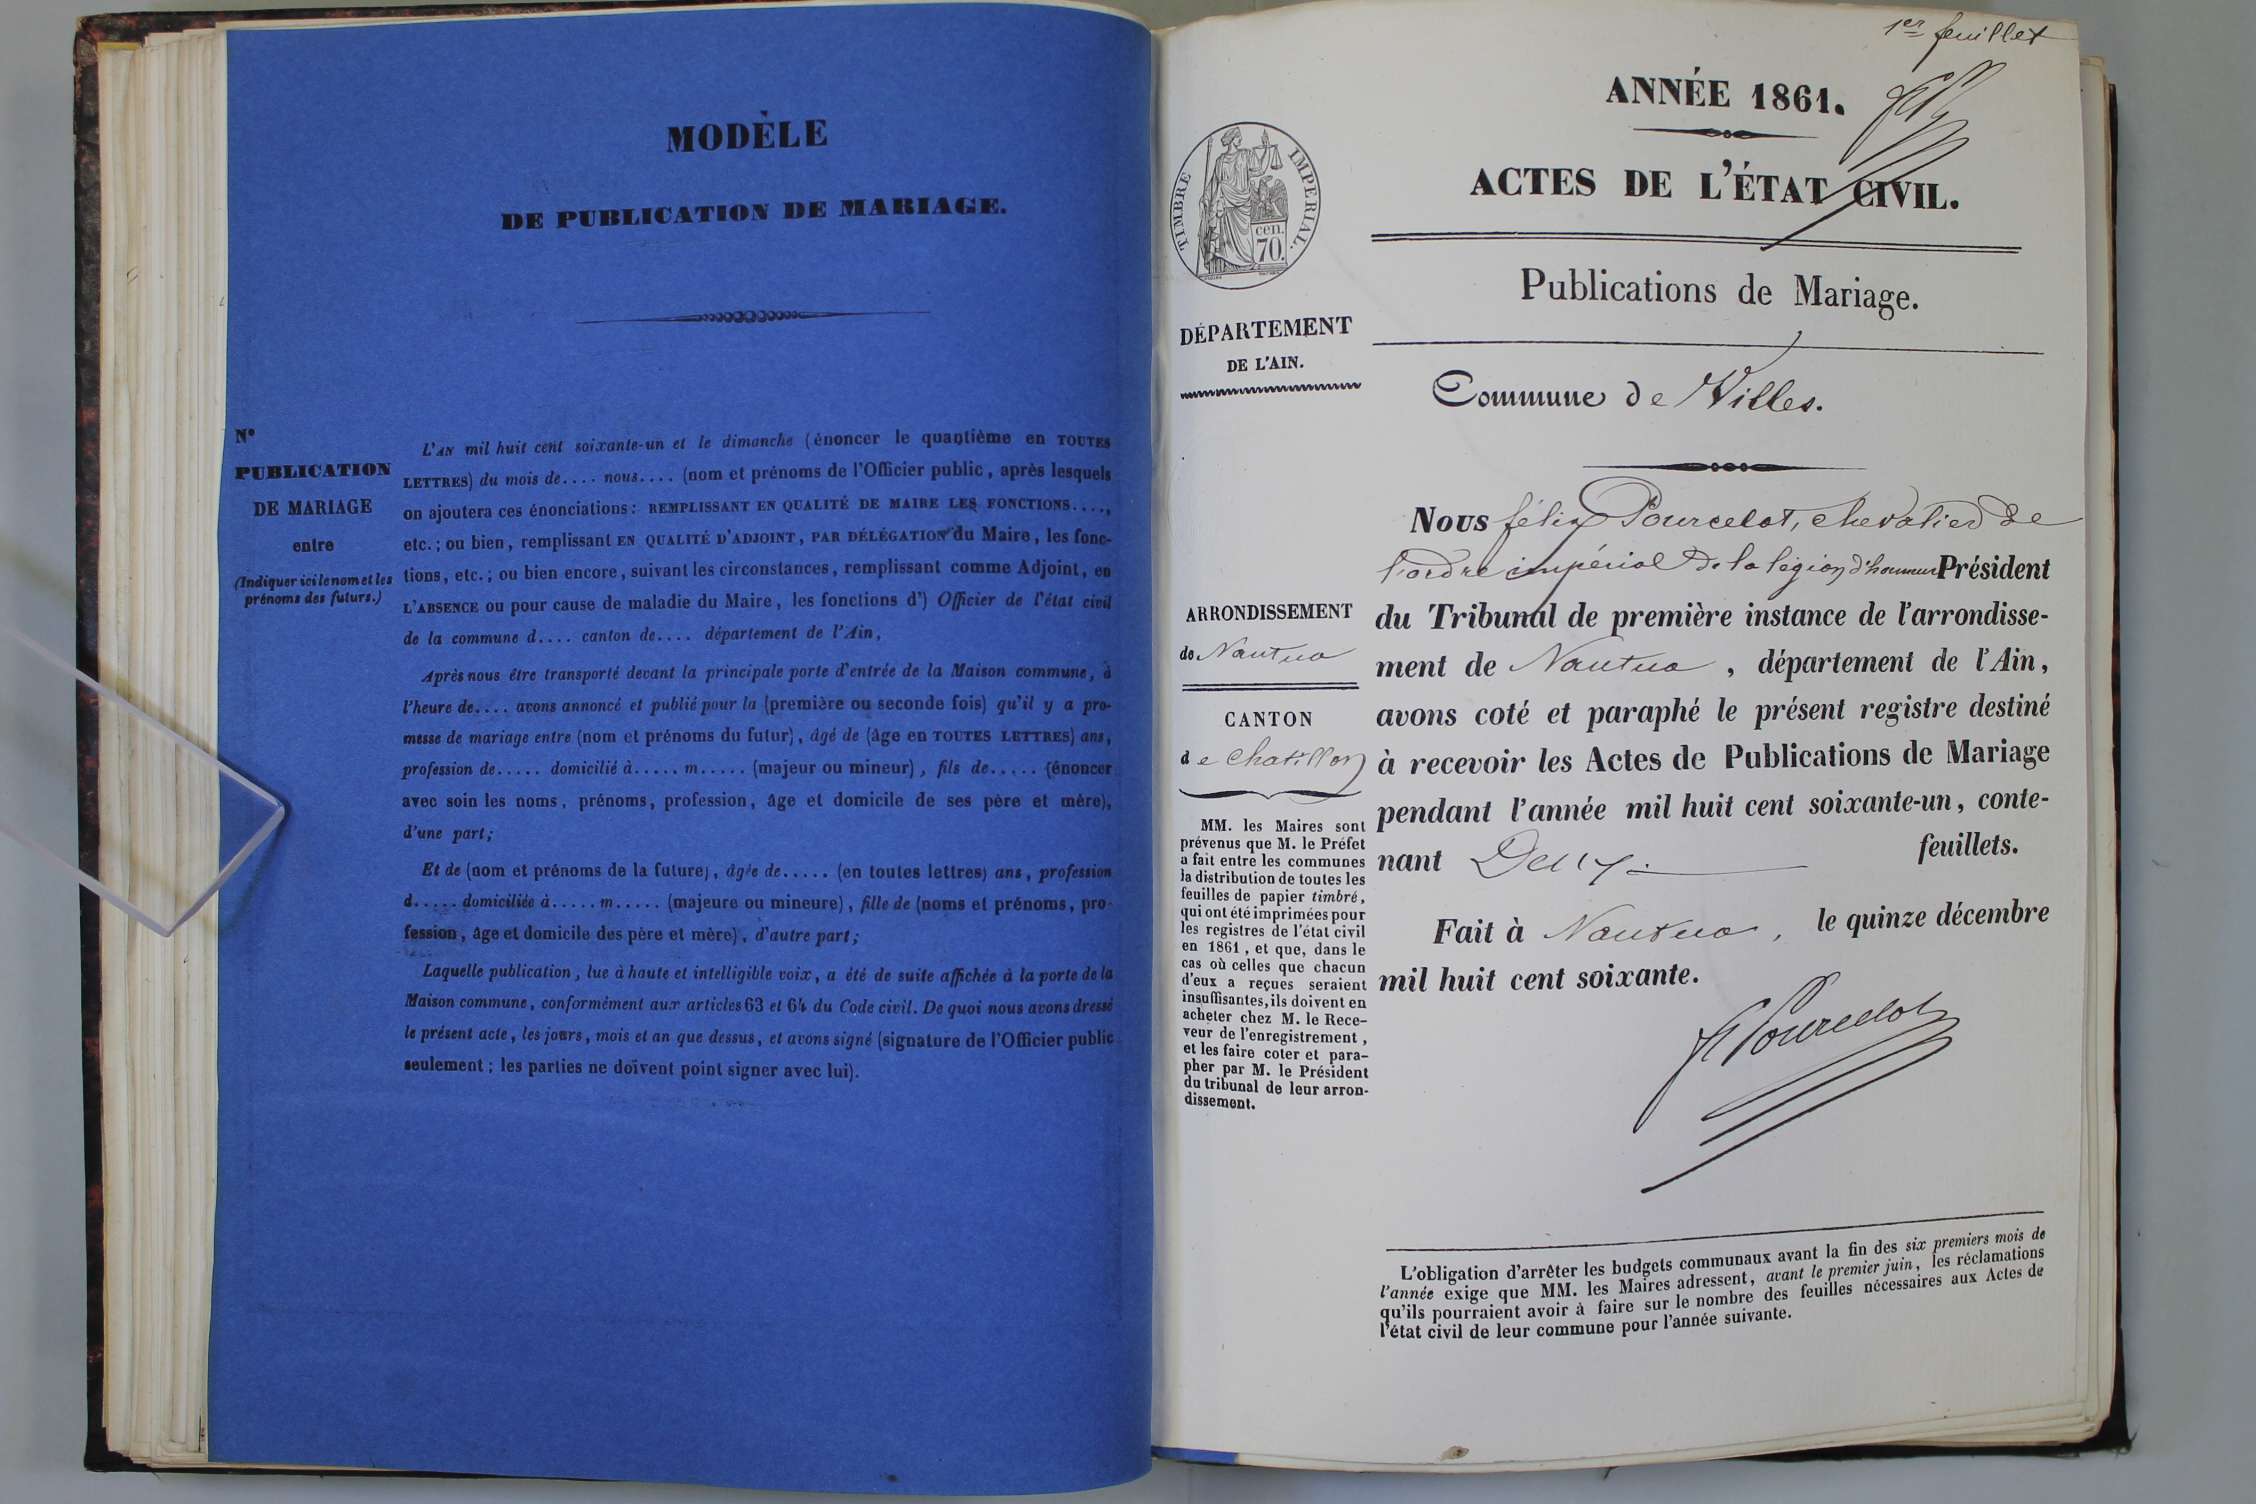 MODÈLE
DE PUBLICATION DE MARIAGE.
N°
PUBLICATION
DE MARIAGE
entre
(Indiquer ici le nom et les
prénoms des futurs.)
L'AN mil huit cent soixante-un et le dimanche (énoncer le quantième en TOUTES
LETTRES) du mois de.... nous.... (nom et prénoms de l'Officier public, après lesquels
on ajoutera ces énonciations: REMPLISSANT EN QUALITÉ DE MAIRE LES FONCTIONS....,
etc.; ou bien, remplissant EN QUALITÉ D'ADJOINT, PAR DÉLÉGATION du Maire, les fonc-
tions, etc.; ou bien encore, suivant les circonstances, remplissant comme Adjoint, en
L'ABSENCE ou pour cause de maladie du Maire, les fonctions d') Officier de l'état civil
de la commune d.... canton de.... département de l'Ain,
Après nous être transporté devant la principale porte d'entrée de la Maison commune, à
l'heure de.... avons annoncé et publié pour la (première ou seconde fois) qu'il y a pro-
messe de mariage entre (nom et prénoms du futur), âgé de (âge en TOUTES LETTRES) ans,
profession de..... domicilié à..... m..... (majeur ou mineur), fils de..... (énoncer
avec soin les noms, prénoms, profession, âge et domicile de ses père et mère),
d'une part;
Et de (nom et prénoms de la future), âgée de..... (en toutes lettres) ans, profession
d..... domiciliée à..... m..... (majeure ou mineure), fille de (noms et prénoms, pro-
fession, âge et domicile des père et mère), d'autre part;
Laquelle publication, lue à haute et intelligible voix, a été de suite affichée à la porte de la
Maison commune, conformément aux articles 63 et 64 du Code civil. De quoi nous avons dressé
le présent acte, les jours, mois et an que dessus, et avons signé (signature de l'Officier public
seulement; les parties ne doivent point signer avec lui).
1er feuillet
ANNÉE 1861.
ACTES DE L'ÉTAT CIVIL.
TIMBRE IMPERIAL.
cen.
70.
Publications de Mariage.
DÉPARTEMENT
DE L'AIN.
Commune de Villes.
ARRONDISSEMENT
de Nantua
CANTON
de Chatillon
MM. les Maires sont
prévenus que M. le Préfet
a fait entre les communes
la distribution de toutes les
feuilles de papier timbré,
qui ont été imprimées pour
les registres de l'état civil
en 1861, et que, dans le
cas où celles que chacun
d'eux a reçues seraient
insuffisantes, ils doivent en
acheter chez M. le Rece-
veur de l'enregistrement,
et les faire coter et para-
pher par M. le Président
du tribunal de leur arron-
dissement.
Nous félix Pourcelot, chevalier de
l'ordre impérial de la légion d'honneur Président
du Tribunal de première instance de l'arrondisse-
ment de Nantua, département de l'Ain,
avons coté et paraphé le présent registre destiné
à recevoir les Actes de Publications de Mariage
pendant l'année mil huit cent soixante-un, conte-
nant Deux feuillets.
Fait à Nantua, le quinze décembre
mil huit cent soixante.
f Pourcelot
L'obligation d'arrêter les budgets communaux avant la fin des six premiers mois de
l'année exige que MM. les Maires adressent, avant le premier juin, les réclamations
qu'ils pourraient avoir à faire sur le nombre des feuilles nécessaires aux Actes de
l'état civil de leur commune pour l'année suivante.